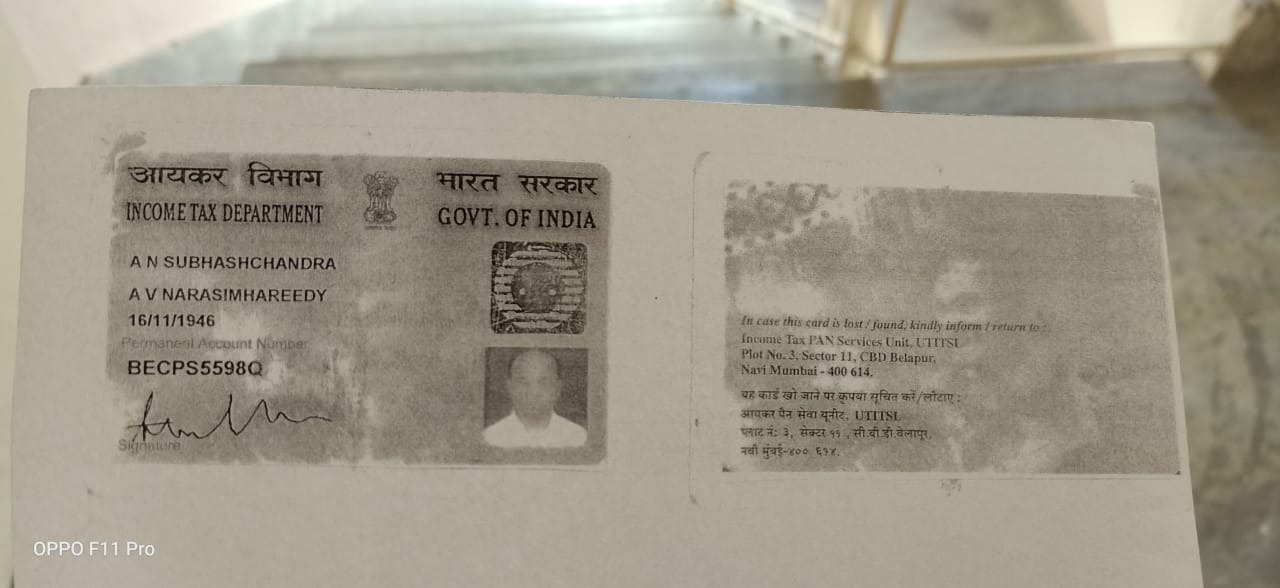 आयकर विभाग
भारत सरकार
INCOME TAX DEPARTMENT
GOVT. OF INDIA
A N SUBHASHCHANDRA
A V NARASIMHAREEDY
16/11/1946
Permanent Account Number
BECPS5598Q
Signature
In case this card is lost / found, kindly inform / return to :
Income Tax PAN Services Unit, UTITSL
Plot No. 3, Sector 11, CBD Belapur,
Navi Mumbai - 400 614.
यह कार्ड खो जाने पर कृपया सूचित करें/लौटाए :
आयकर पैन सेवा यूनीट, UTITSL
प्लाट नं: ३, सेक्टर ११ , सी.बी.डी.बेलापूर,
नवी मुंबई-४०० ६१४.
OPPO F11 Pro